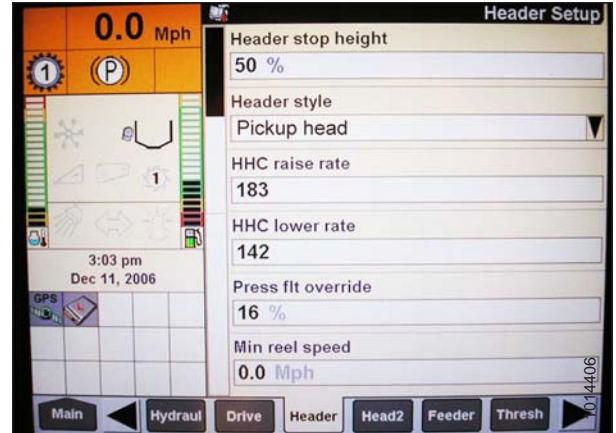 0.0 Mph
1
(P)
1
3:03 pm
Dec 11, 2006
GPS
Header Setup
Header stop height
50 %
Header style
Pickup head
HHC raise rate
183
HHC lower rate
142
Press flt override
16 %
Min reel speed
0.0 Mph
Main
Hydraul
Drive
Header
Head2
Feeder
Thresh
1014406